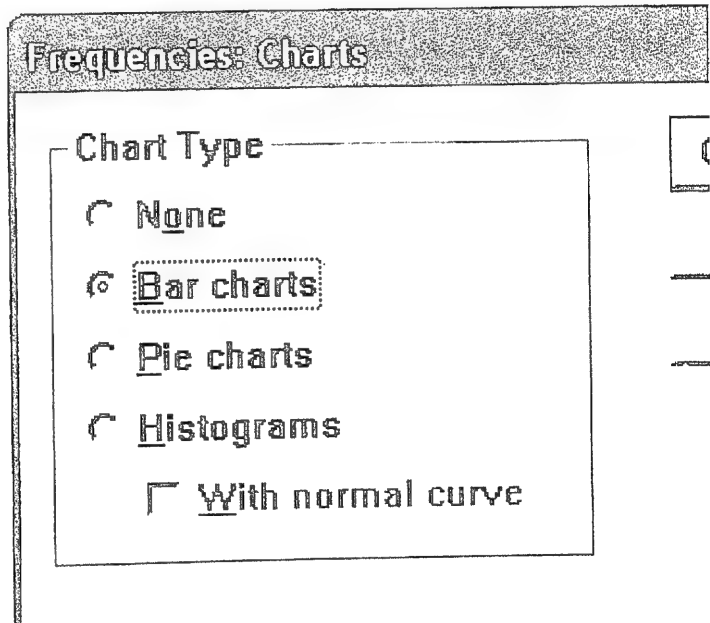 Frequencies: Charts
Chart Type
None
Bar charts
Pie charts
Histograms
With normal curve